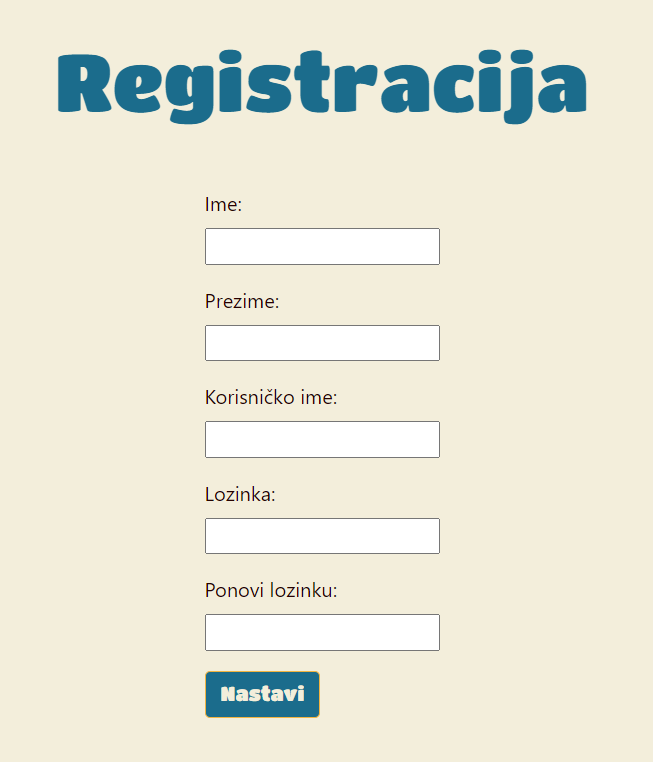 Registracija
Ime:
Prezime:
Korisničko ime:
Lozinka:
Ponovi lozinku:
Nastavi